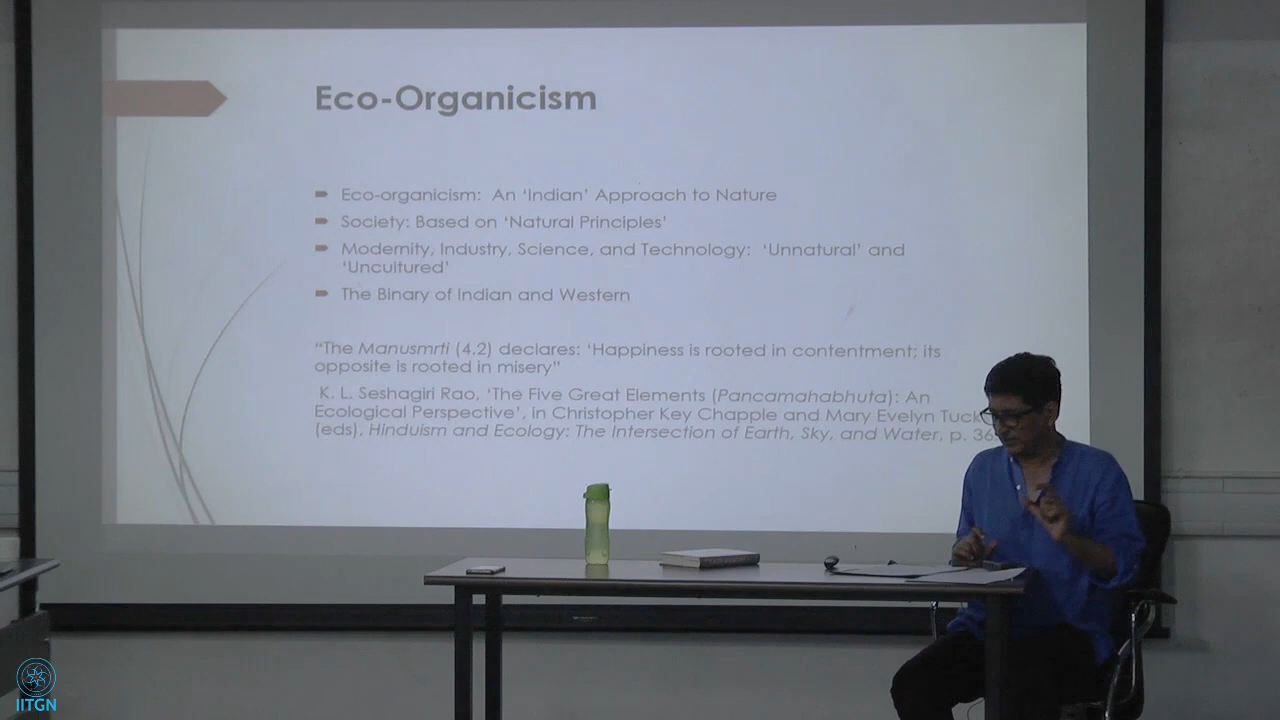 Eco-Organicism
Eco-organicism: An ‘Indian’ Approach to Nature
Society: Based on ‘Natural Principles’
Modernity, Industry, Science, and Technology: ‘Unnatural’ and
‘Uncultured’
The Binary of Indian and Western
“The Manusmrti (4.2) declares: ‘Happiness is rooted in contentment; its
opposite is rooted in misery”
K. L. Seshagiri Rao, ‘The Five Great Elements (Pancamahabhuta): An
Ecological Perspective’, in Christopher Key Chapple and Mary Evelyn
(eds), Hinduism and Ecology: The Intersection of Earth, Sky, and Water, p.
IITGN